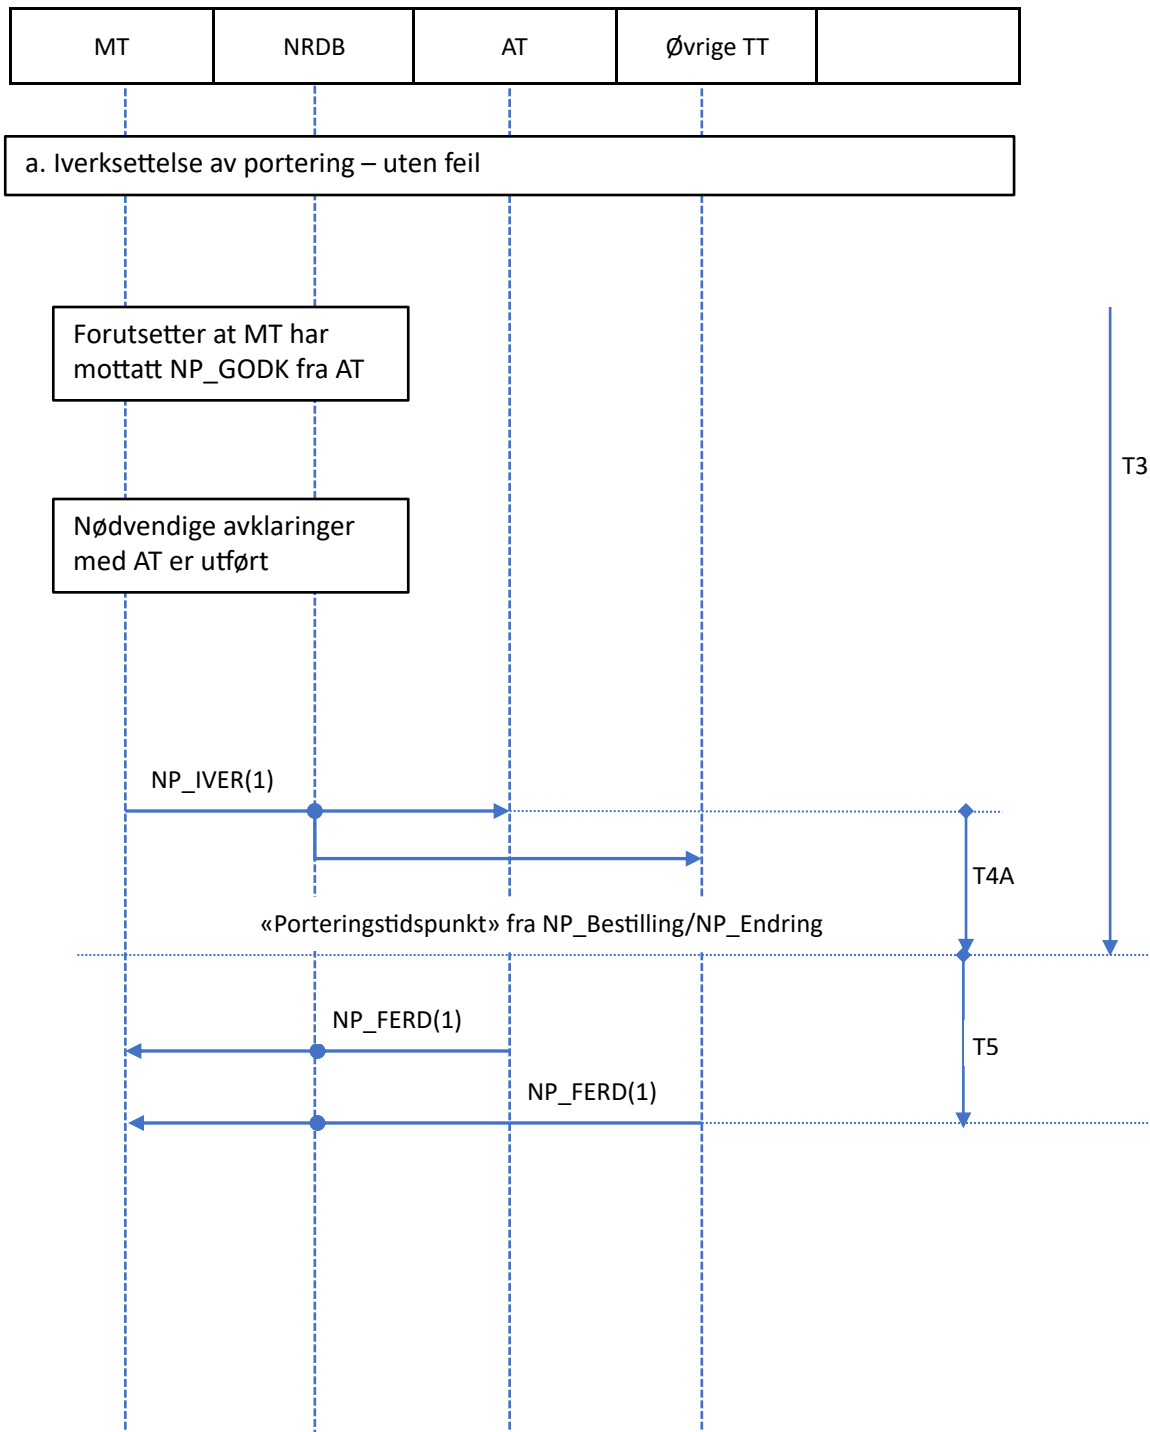 MT
NRDB
AT
Øvrige TT
a. Iverksettelse av portering – uten feil
Forutsetter at MT har
mottatt NP_GODK fra AT
T3
Nødvendige avklaringer
med AT er utført
NP_IVER(1)
T4A
«Porteringstidspunkt» fra NP_Bestilling/NP_Endring
NP_FERD(1)
T5
NP_FERD(1)